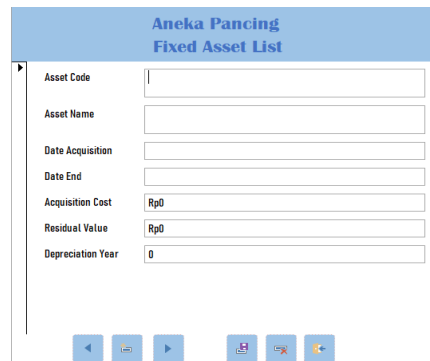 Aneka Pancing
Fixed Asset List
Asset Code
Asset Name
Date Acquisition
Date End
Acquisition Cost Rp0
Residual Value Rp0
Depreciation Year 0